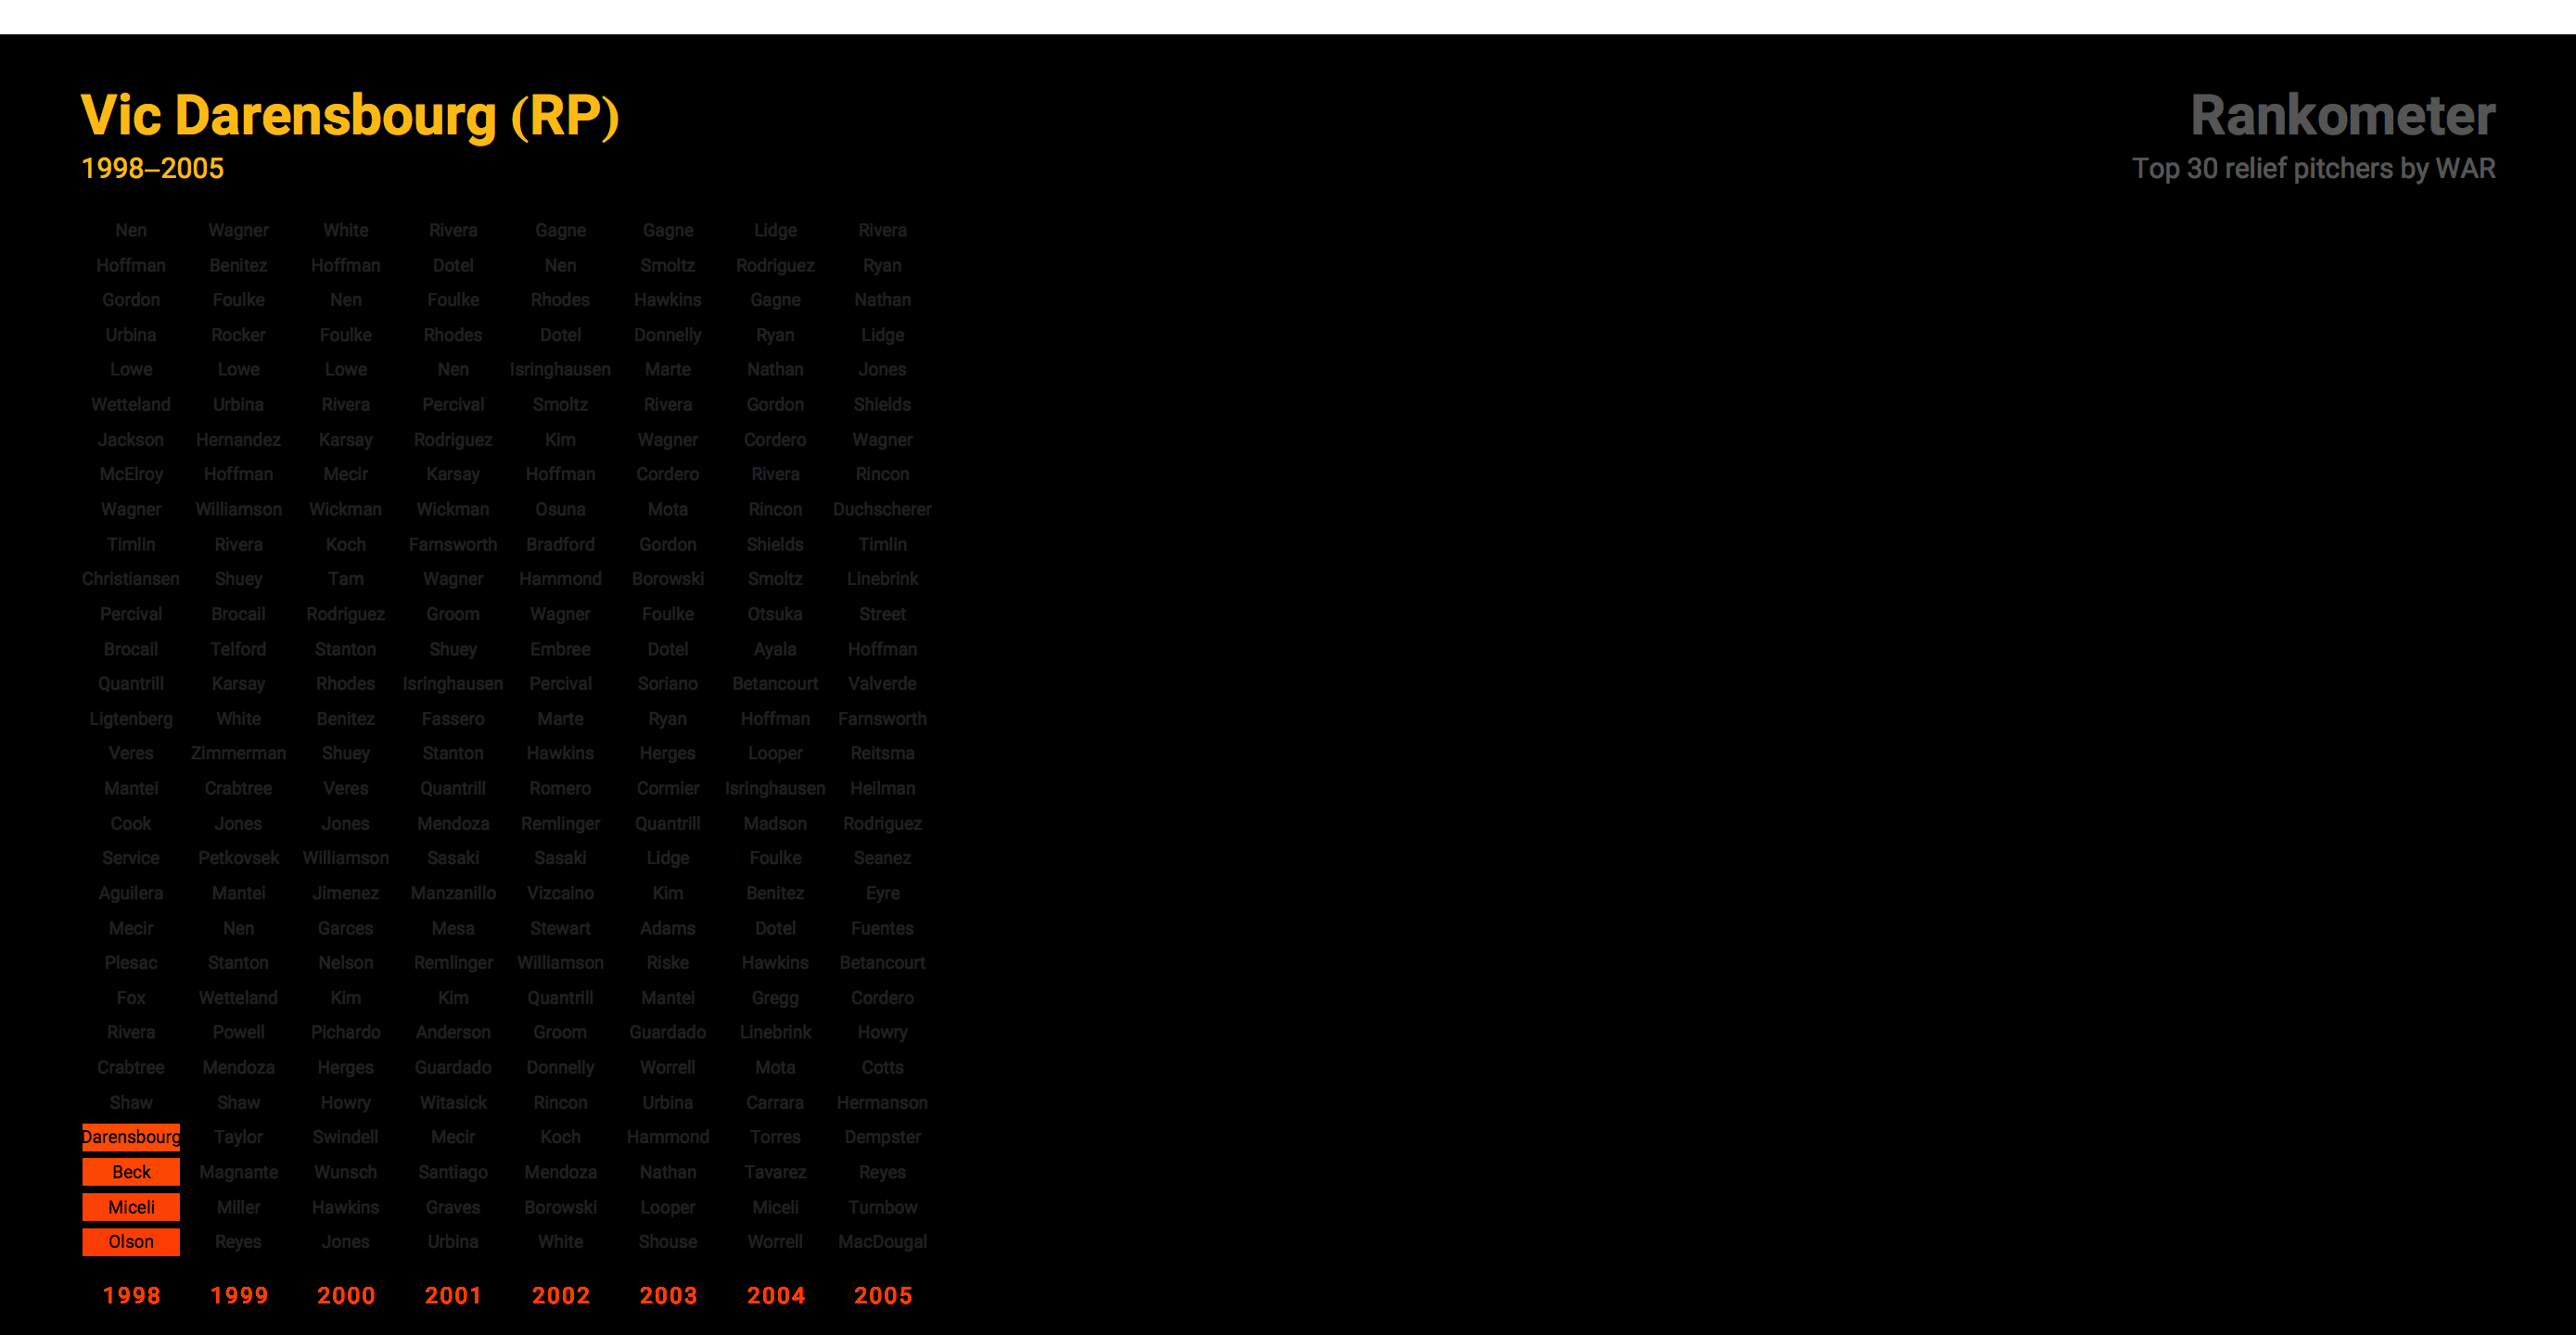 Vic Darensbourg (RP)
1998–2005
Rankometer
Top 30 relief pitchers by WAR
Nen Wagner White Rivera Gagne Gagne Lidge Rivera
Hoffman Benitez Hoffman Dotel Nen Smoltz Rodriguez Ryan
Gordon Foulke Nen Foulke Rhodes Hawkins Gagne Nathan
Urbina Rocker Foulke Rhodes Dotel Donnelly Ryan Lidge
Lowe Lowe Lowe Nen Isringhausen Marte Nathan Jones
Wetteland Urbina Rivera Percival Smoltz Rivera Gordon Shields
Jackson Hernandez Karsay Rodriguez Kim Wagner Cordero Wagner
McElroy Hoffman Mecir Karsay Hoffman Cordero Rivera Rincon
Wagner Williamson Wickman Wickman Osuna Mota Rincon Duchscherer
Timlin Rivera Koch Farnsworth Bradford Gordon Shields Timlin
Christiansen Shuey Tam Wagner Hammond Borowski Smoltz Linebrink
Percival Brocail Rodriguez Groom Wagner Foulke Otsuka Street
Brocail Telford Stanton Shuey Embree Dotel Ayala Hoffman
Quantrill Karsay Rhodes Isringhausen Percival Soriano Betancourt Valverde
Ligtenberg White Benitez Fassero Marte Ryan Hoffman Farnsworth
Veres Zimmerman Shuey Stanton Hawkins Herges Looper Reitsma
Mantei Crabtree Veres Quantrill Romero Cormier Isringhausen Heilman
Cook Jones Jones Mendoza Remlinger Quantrill Madson Rodriguez
Service Petkovsek Williamson Sasaki Sasaki Lidge Foulke Seanez
Aguilera Mantei Jimenez Manzanillo Vizcaino Kim Benitez Eyre
Mecir Nen Garces Mesa Stewart Adams Dotel Fuentes
Plesac Stanton Nelson Remlinger Williamson Riske Hawkins Betancourt
Fox Wetteland Kim Kim Quantrill Mantei Gregg Cordero
Rivera Powell Pichardo Anderson Groom Guardado Linebrink Howry
Crabtree Mendoza Herges Guardado Donnelly Worrell Mota Cotts
Shaw Shaw Howry Witasick Rincon Urbina Carrara Hermanson
Darensbourg Taylor Swindell Mecir Koch Hammond Torres Dempster
Beck Magnante Wunsch Santiago Mendoza Nathan Tavarez Reyes
Miceli Miller Hawkins Graves Borowski Looper Miceli Turnbow
Olson Reyes Jones Urbina White Shouse Worrell MacDougal
1998 1999 2000 2001 2002 2003 2004 2005